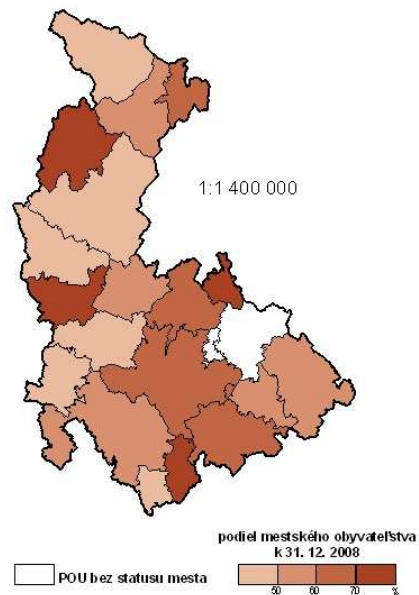 1:1 400 000
podiel mestského obyvateľstva
k 31. 12. 2008
POU bez statusu mesta
50 60 70 %